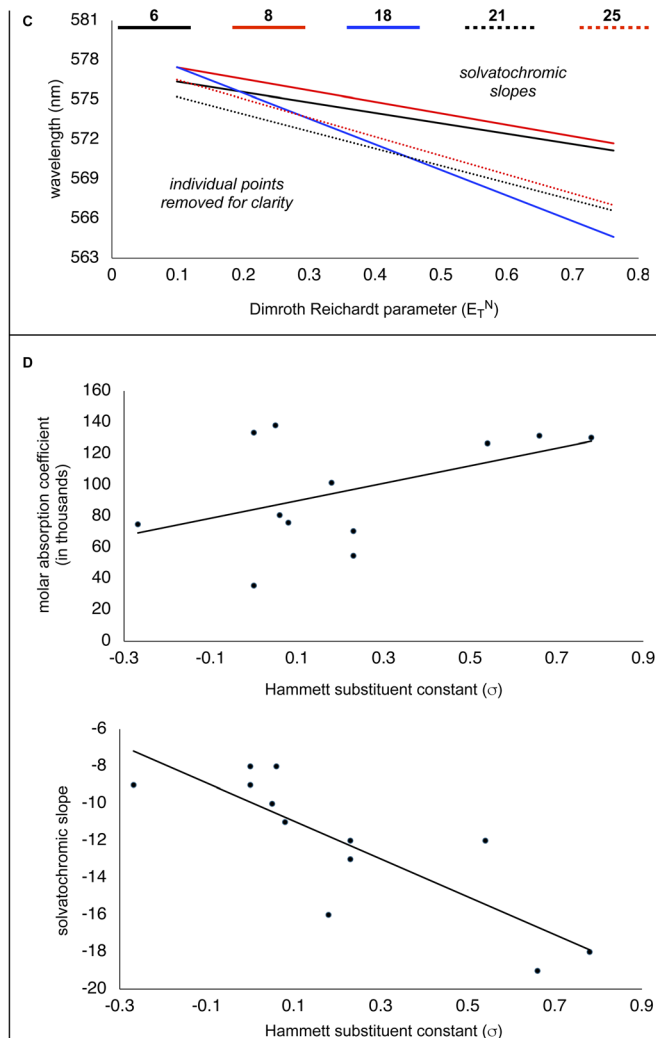 C
6 8 18 21 25
581
578
575
572
569
566
563
wavelength (nm)
solvatochromic
slopes
individual points
removed for clarity
0 0.1 0.2 0.3 0.4 0.5 0.6 0.7 0.8
Dimroth Reichardt parameter (E_T^N)
D
160
140
120
100
80
60
40
20
0
molar absorption coefficient
(in thousands)
-0.3 -0.1 0.1 0.3 0.5 0.7 0.9
Hammett substituent constant (σ)
-6
-8
-10
-12
-14
-16
-18
-20
solvatochromic slope
-0.3 -0.1 0.1 0.3 0.5 0.7 0.9
Hammett substituent constant (σ)